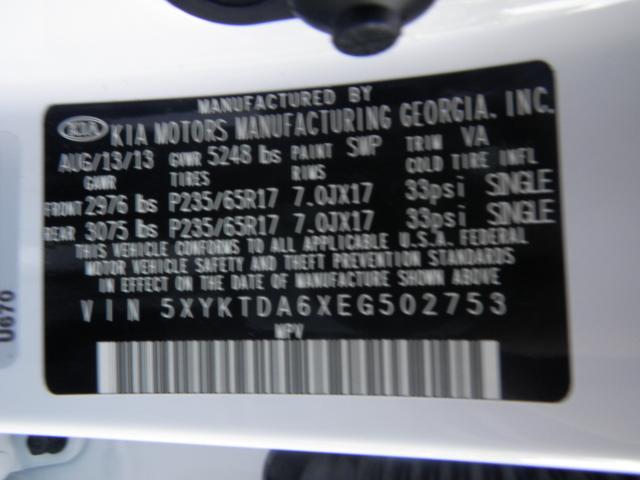 MANUFACTURED BY
KIA KIA MOTORS MANUFACTURING GEORGIA. INC.
AUG/13/13 GVWR 5248 lbs PAINT SWP TRIM VA
GAWR TIRES RIMS COLD TIRE INFL
FRONT 2976 lbs P235/65R17 7.0JX17 33psi SINGLE
REAR 3075 lbs P235/65R17 7.0JX17 33psi SINGLE
THIS VEHICLE CONFORMS TO ALL APPLICABLE U.S.A. FEDERAL
MOTOR VEHICLE SAFETY AND THEFT PREVENTION STANDARDS
IN EFFECT ON THE DATE OF MANUFACTURE SHOWN ABOVE.
VIN 5XYKTDA6XEG502753
MPV